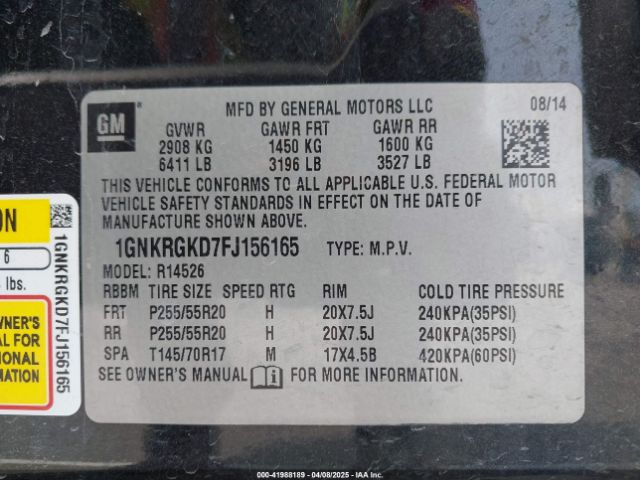 GM
MFD BY GENERAL MOTORS LLC 08/14
GVWR GAWR FRT GAWR RR
2908 KG 1450 KG 1600 KG
6411 LB 3196 LB 3527 LB
THIS VEHICLE CONFORMS TO ALL APPLICABLE U.S. FEDERAL MOTOR
VEHICLE SAFETY STANDARDS IN EFFECT ON THE DATE OF
MANUFACTURE SHOWN ABOVE.
1GNKRGKD7FJ156165 TYPE: M.P.V.
MODEL: R14526
RBBM TIRE SIZE SPEED RTG RIM COLD TIRE PRESSURE
FRT P255/55R20 H 20X7.5J 240KPA(35PSI)
RR P255/55R20 H 20X7.5J 240KPA(35PSI)
SPA T145/70R17 M 17X4.5B 420KPA(60PSI)
SEE OWNER'S MANUAL FOR MORE INFORMATION.
ON
6
lbs.
WNER'S
AL FOR
IONAL
MATION
1GNKRGKD7FJ156165
000-41988189 - 04/08/2025 - IAA Inc.